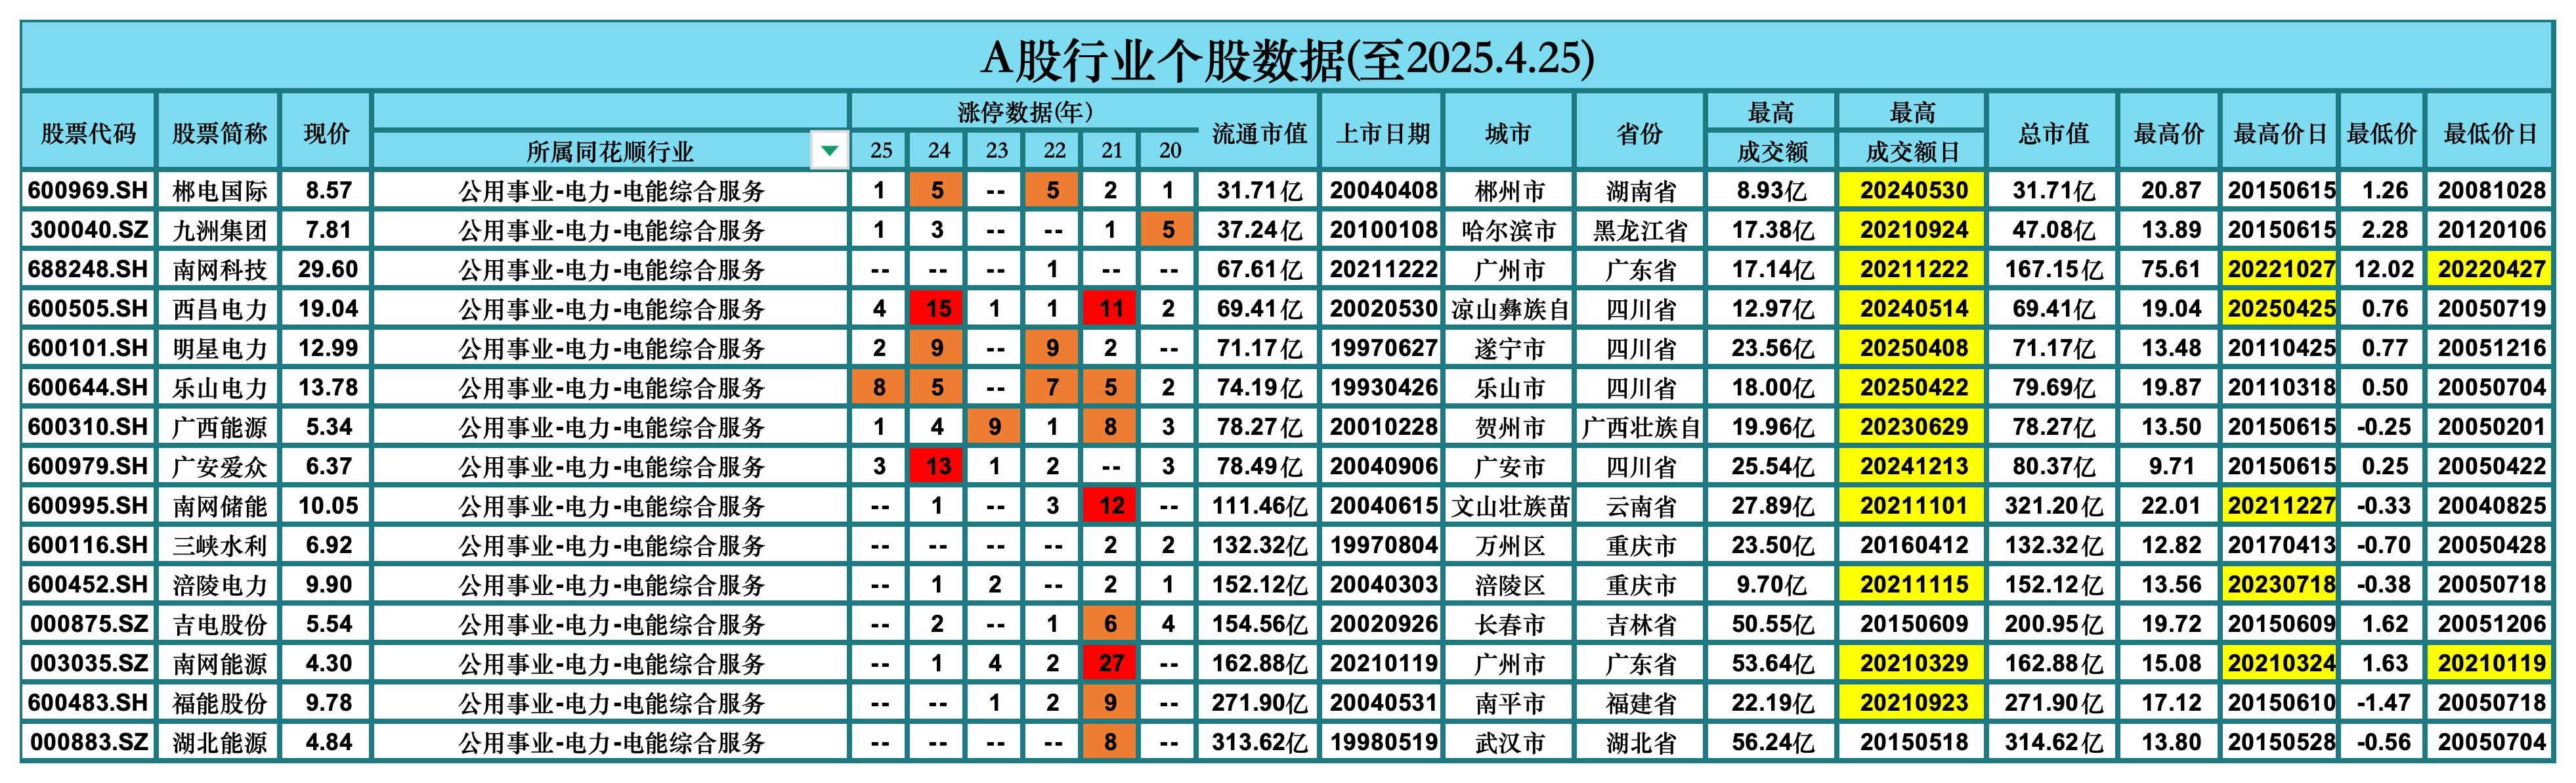 A股行业个股数据(至2025.4.25)
股票代码 股票简称 现价 所属同花顺行业 涨停数据(年) 25 24 23 22 21 20 流通市值 上市日期 城市 省份 最高成交额 最高成交额日 总市值 最高价 最高价日 最低价 最低价日
600969.SH 郴电国际 8.57 公用事业-电力-电能综合服务 1 5 -- 5 2 1 31.71亿 20040408 郴州市 湖南省 8.93亿 20240530 31.71亿 20.87 20150615 1.26 20081028
300040.SZ 九洲集团 7.81 公用事业-电力-电能综合服务 1 3 -- -- 1 5 37.24亿 20100108 哈尔滨市 黑龙江省 17.38亿 20210924 47.08亿 13.89 20150615 2.28 20120106
688248.SH 南网科技 29.60 公用事业-电力-电能综合服务 -- -- -- 1 -- -- 67.61亿 20211222 广州市 广东省 17.14亿 20211222 167.15亿 75.61 20221027 12.02 20220427
600505.SH 西昌电力 19.04 公用事业-电力-电能综合服务 4 15 1 1 11 2 69.41亿 20020530 凉山彝族自 四川省 12.97亿 20240514 69.41亿 19.04 20250425 0.76 20050719
600101.SH 明星电力 12.99 公用事业-电力-电能综合服务 2 9 -- 9 2 -- 71.17亿 19970627 遂宁市 四川省 23.56亿 20250408 71.17亿 13.48 20110425 0.77 20051216
600644.SH 乐山电力 13.78 公用事业-电力-电能综合服务 8 5 -- 7 5 2 74.19亿 19930426 乐山市 四川省 18.00亿 20250422 79.69亿 19.87 20110318 0.50 20050704
600310.SH 广西能源 5.34 公用事业-电力-电能综合服务 1 4 9 1 8 3 78.27亿 20010228 贺州市 广西壮族自 19.96亿 20230629 78.27亿 13.50 20150615 -0.25 20050201
600979.SH 广安爱众 6.37 公用事业-电力-电能综合服务 3 13 1 2 -- 3 78.49亿 20040906 广安市 四川省 25.54亿 20241213 80.37亿 9.71 20150615 0.25 20050422
600995.SH 南网储能 10.05 公用事业-电力-电能综合服务 -- 1 -- 3 12 -- 111.46亿 20040615 文山壮族苗 云南省 27.89亿 20211101 321.20亿 22.01 20211227 -0.33 20040825
600116.SH 三峡水利 6.92 公用事业-电力-电能综合服务 -- -- -- -- 2 2 132.32亿 19970804 万州区 重庆市 23.50亿 20160412 132.32亿 12.82 20170413 -0.70 20050428
600452.SH 涪陵电力 9.90 公用事业-电力-电能综合服务 -- 1 2 -- 2 1 152.12亿 20040303 涪陵区 重庆市 9.70亿 20211115 152.12亿 13.56 20230718 -0.38 20050718
000875.SZ 吉电股份 5.54 公用事业-电力-电能综合服务 -- 2 -- 1 6 4 154.56亿 20020926 长春市 吉林省 50.55亿 20150609 200.95亿 19.72 20150609 1.62 20051206
003035.SZ 南网能源 4.30 公用事业-电力-电能综合服务 -- 1 4 2 27 -- 162.88亿 20210119 广州市 广东省 53.64亿 20210329 162.88亿 15.08 20210324 1.63 20210119
600483.SH 福能股份 9.78 公用事业-电力-电能综合服务 -- -- 1 2 9 -- 271.90亿 20040531 南平市 福建省 22.19亿 20210923 271.90亿 17.12 20150610 -1.47 20050718
000883.SZ 湖北能源 4.84 公用事业-电力-电能综合服务 -- -- -- -- 8 -- 313.62亿 19980519 武汉市 湖北省 56.24亿 20150518 314.62亿 13.80 20150528 -0.56 20050704